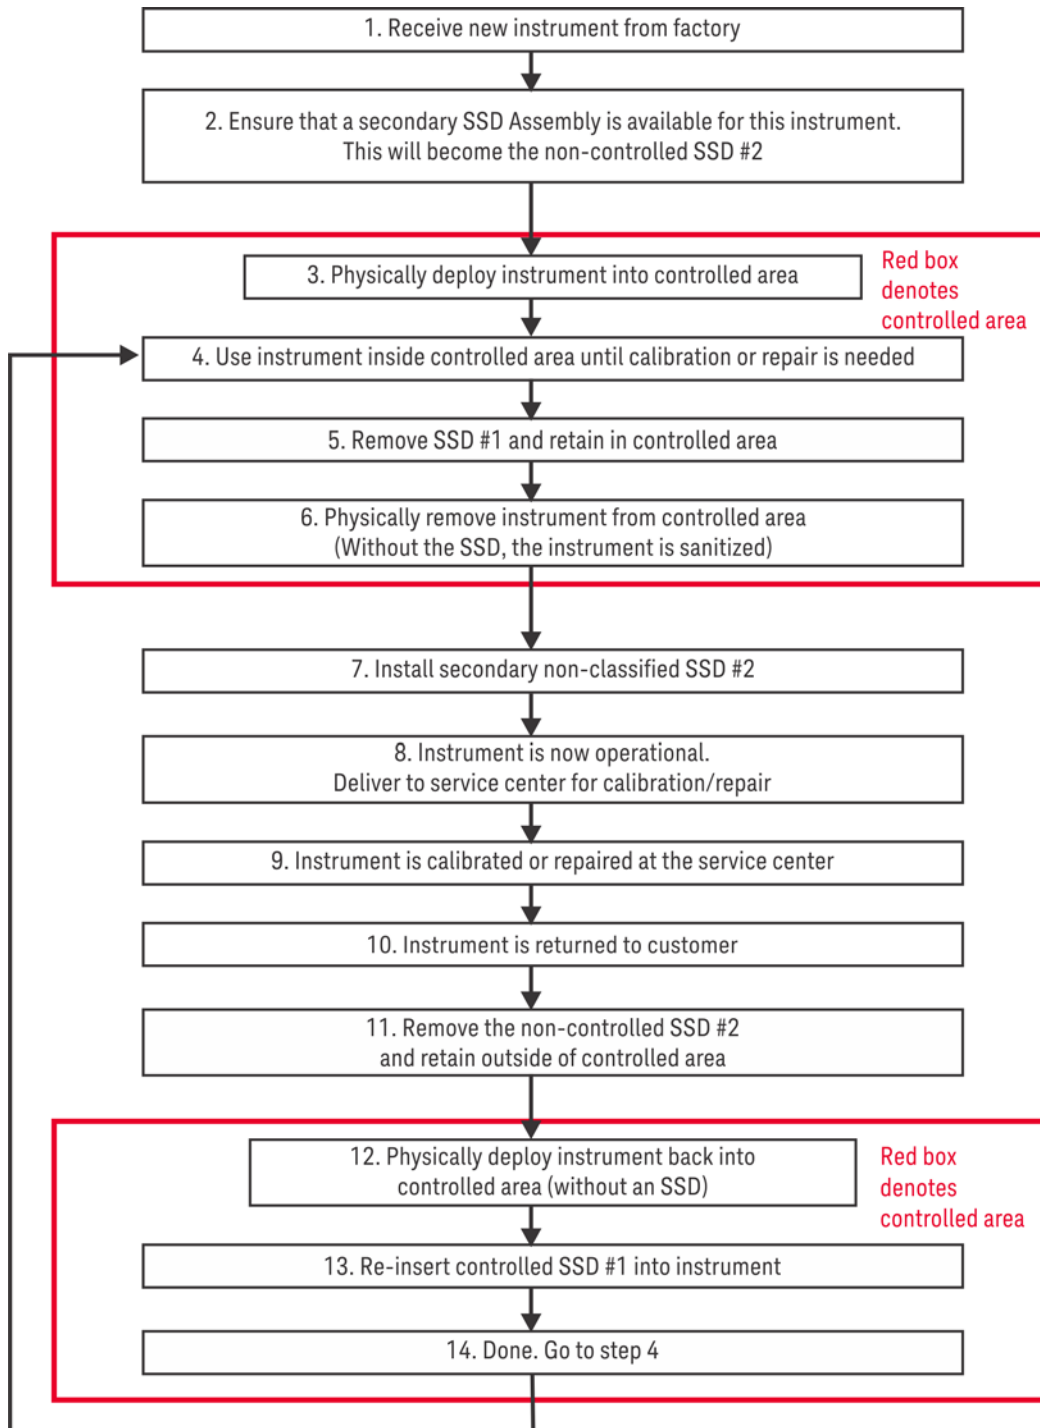 1. Receive new instrument from factory
2. Ensure that a secondary SSD Assembly is available for this instrument.
This will become the non-controlled SSD #2
3. Physically deploy instrument into controlled area
Red box
denotes
controlled area
4. Use instrument inside controlled area until calibration or repair is needed
5. Remove SSD #1 and retain in controlled area
6. Physically remove instrument from controlled area
(Without the SSD, the instrument is sanitized)
7. Install secondary non-classified SSD #2
8. Instrument is now operational.
Deliver to service center for calibration/repair
9. Instrument is calibrated or repaired at the service center
10. Instrument is returned to customer
11. Remove the non-controlled SSD #2
and retain outside of controlled area
12. Physically deploy instrument back into
controlled area (without an SSD)
Red box
denotes
controlled area
13. Re-insert controlled SSD #1 into instrument
14. Done. Go to step 4